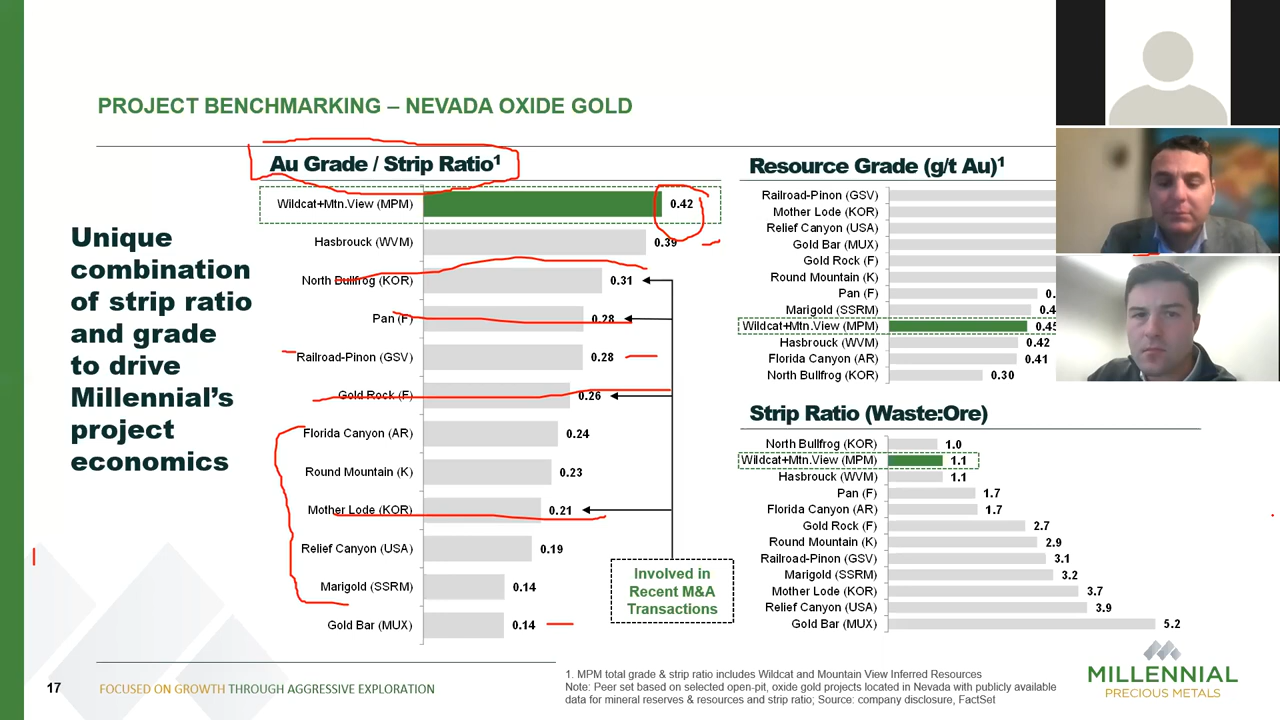 PROJECT BENCHMARKING – NEVADA OXIDE GOLD
Unique
combination
of strip ratio
and grade
to drive
Millennial’s
project
economics
Au Grade / Strip Ratio1
Wildcat+Mtn.View (MPM) 0.42
Hasbrouck (WVM) 0.39
North Bullfrog (KOR) 0.31
Pan (F) 0.28
Railroad-Pinon (GSV) 0.28
Gold Rock (F) 0.26
Florida Canyon (AR) 0.24
Round Mountain (K) 0.23
Mother Lode (KOR) 0.21
Relief Canyon (USA) 0.19
Marigold (SSRM) 0.14
Gold Bar (MUX) 0.14
Involved in
Recent M&A
Transactions
Resource Grade (g/t Au)1
Railroad-Pinon (GSV)
Mother Lode (KOR)
Relief Canyon (USA)
Gold Bar (MUX)
Gold Rock (F)
Round Mountain (K)
Pan (F)
Marigold (SSRM)
Wildcat+Mtn.View (MPM) 0.45
Hasbrouck (WVM) 0.42
Florida Canyon (AR) 0.41
North Bullfrog (KOR) 0.30
Strip Ratio (Waste:Ore)
North Bullfrog (KOR) 1.0
Wildcat+Mtn.View (MPM) 1.1
Hasbrouck (WVM) 1.1
Pan (F) 1.7
Florida Canyon (AR) 1.7
Gold Rock (F) 2.7
Round Mountain (K) 2.9
Railroad-Pinon (GSV) 3.1
Marigold (SSRM) 3.2
Mother Lode (KOR) 3.7
Relief Canyon (USA) 3.9
Gold Bar (MUX) 5.2
17
FOCUSED ON GROWTH THROUGH AGGRESSIVE EXPLORATION
1. MPM total grade & strip ratio includes Wildcat and Mountain View Inferred Resources
Note: Peer set based on selected open-pit, oxide gold projects located in Nevada with publicly available
data for mineral reserves & resources and strip ratio; Source: company disclosure, FactSet
MILLENNIAL
PRECIOUS METALS